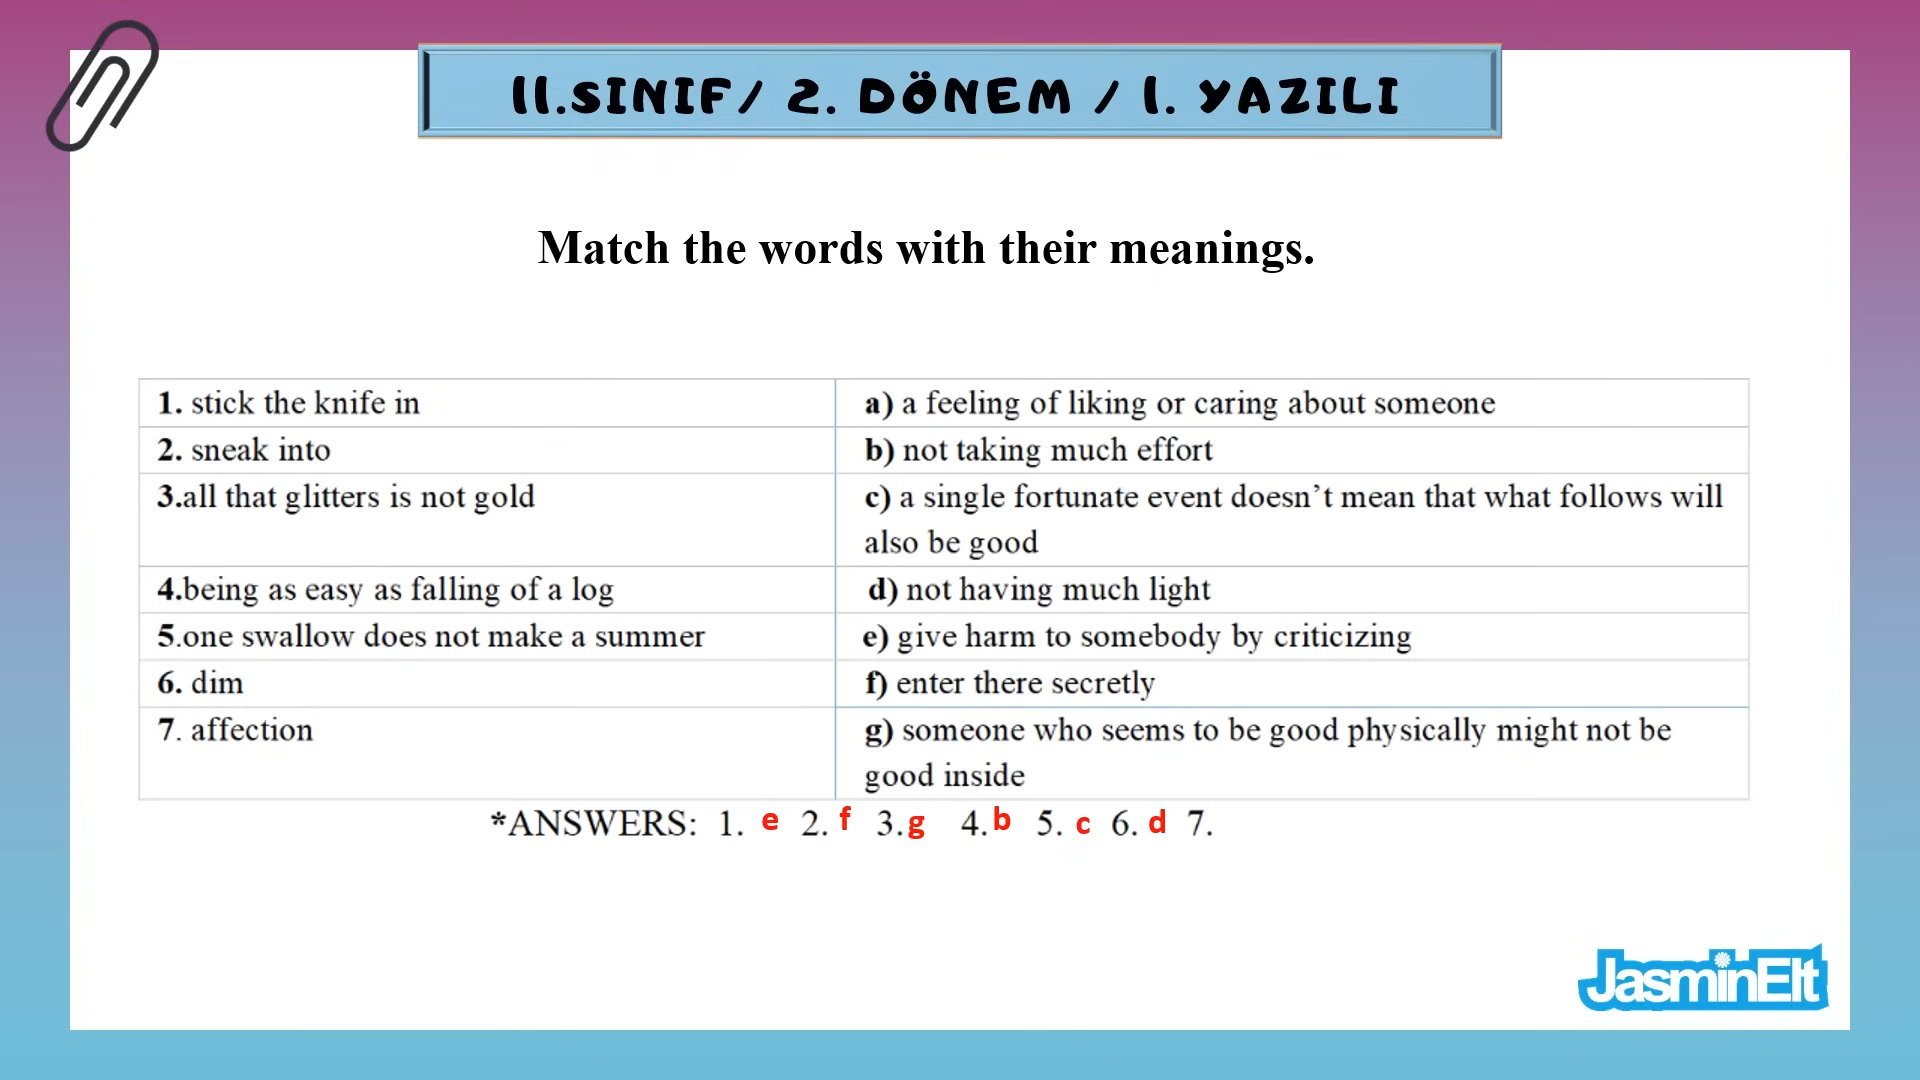 11.SINIF/ 2. DÖNEM / 1. YAZILI
Match the words with their meanings.
1. stick the knife in
a) a feeling of liking or caring about someone
2. sneak into
b) not taking much effort
3.all that glitters is not gold
c) a single fortunate event doesn’t mean that what follows will
also be good
4.being as easy as falling of a log
d) not having much light
5.one swallow does not make a summer
e) give harm to somebody by criticizing
6. dim
f) enter there secretly
7. affection
g) someone who seems to be good physically might not be
good inside
*ANSWERS: 1. e 2. f 3.g 4.b 5. c 6. d 7.
JasminElt